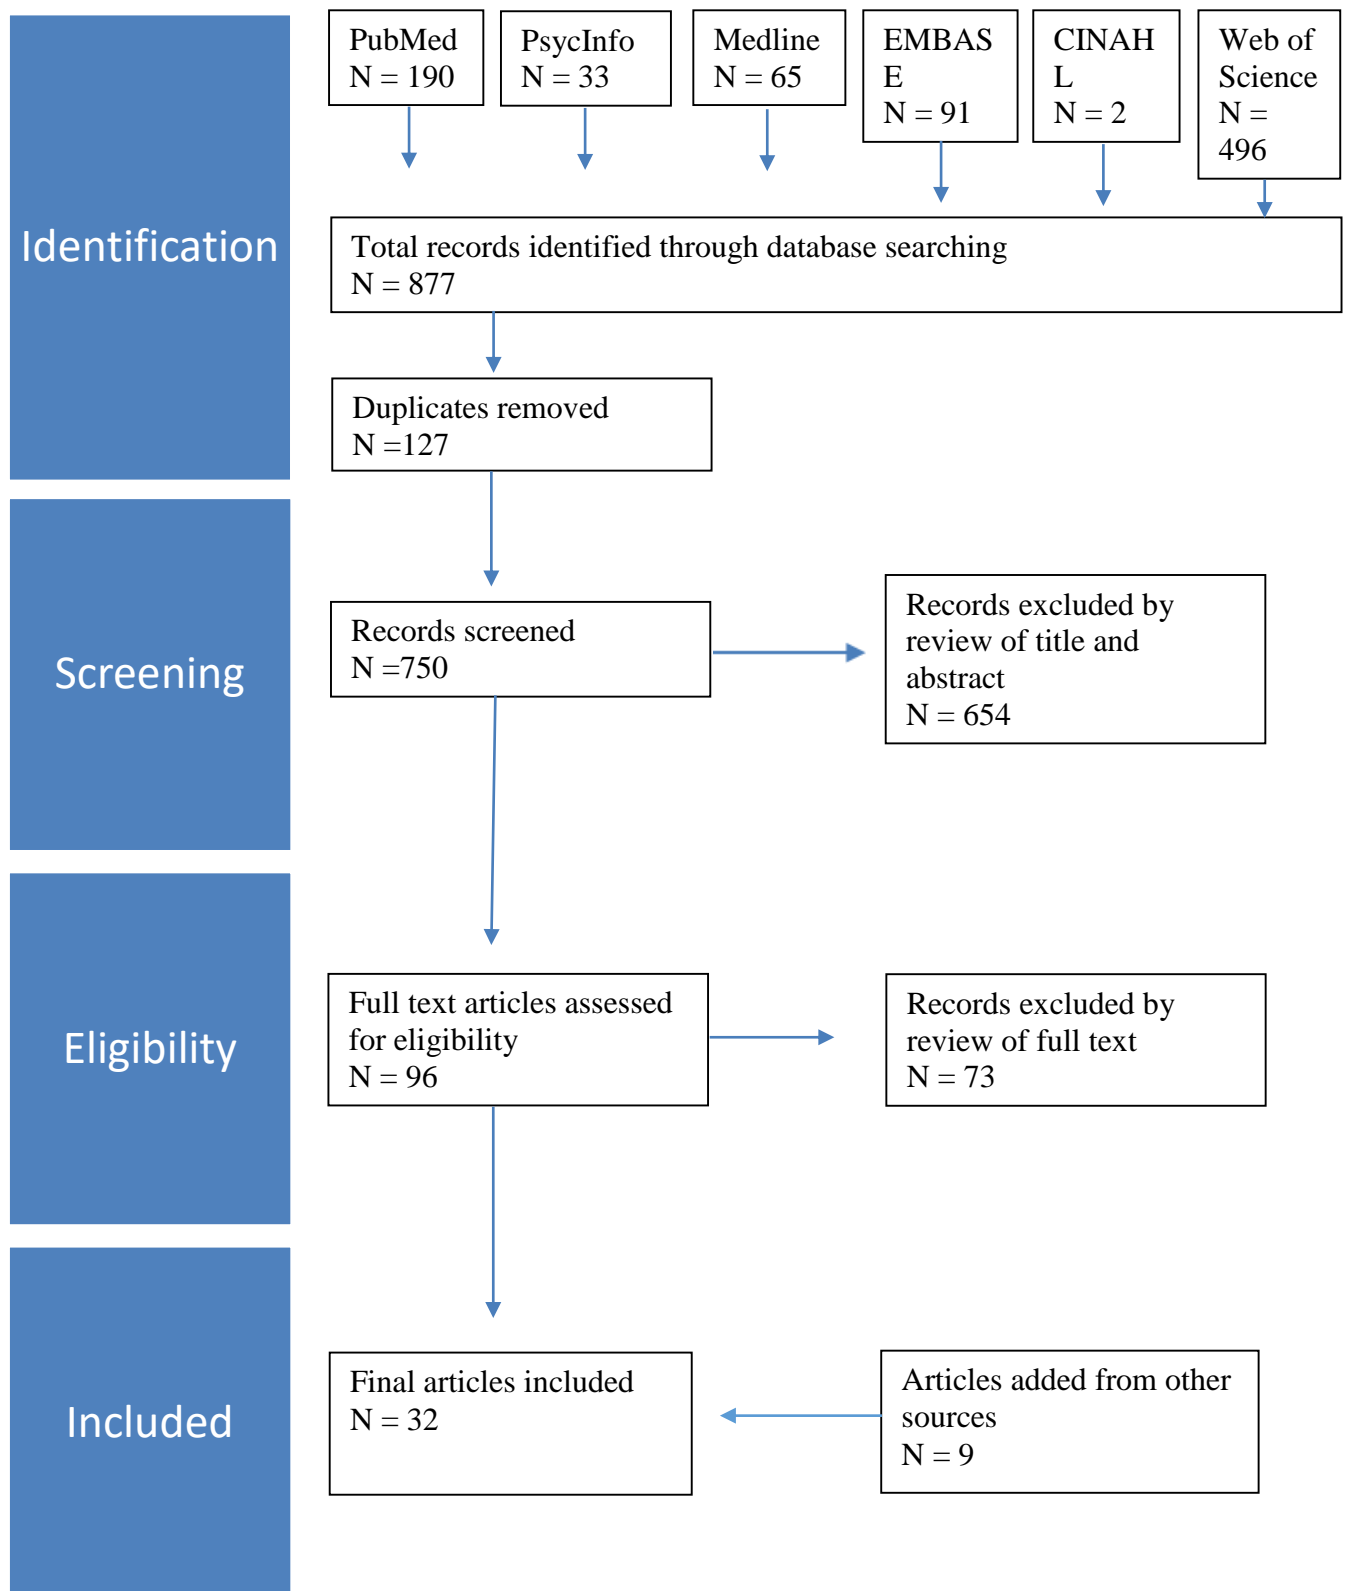 Identification
PubMed
N = 190
PsycInfo
N = 33
Medline
N = 65
EMBAS
E
N = 91
CINAH
L
N = 2
Web of
Science
N =
496
Total records identified through database searching
N = 877
Duplicates removed
N =127
Screening
Records screened
N =750
Records excluded by
review of title and
abstract
N = 654
Eligibility
Full text articles assessed
for eligibility
N = 96
Records excluded by
review of full text
N = 73
Included
Final articles included
N = 32
Articles added from other
sources
N = 9